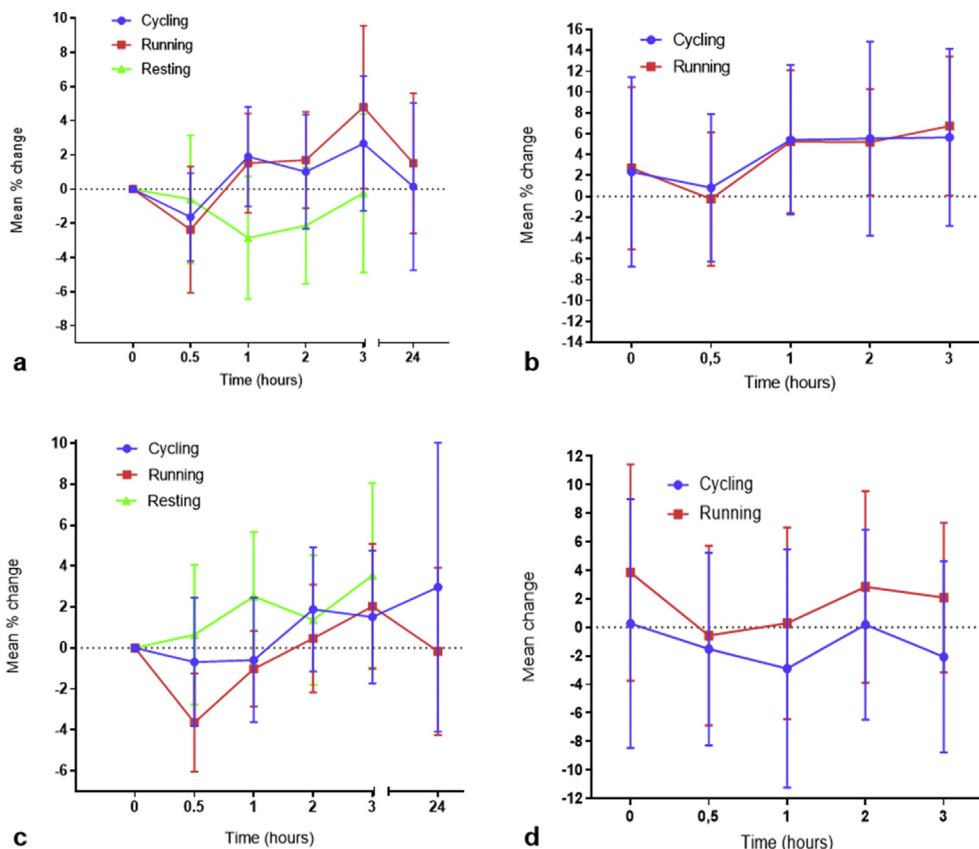 10
8
6
4
2
0
-2
-4
-6
-8
Mean % change
Cycling
Running
Resting
0 0.5 1 2 3 24
Time (hours)
a
16
14
12
10
8
6
4
2
0
-2
-4
-6
-8
-10
-12
-14
Mean % change
Cycling
Running
0 0,5 1 2 3
Time (hours)
b
10
8
6
4
2
0
-2
-4
-6
Mean % change
Cycling
Running
Resting
0 0.5 1 2 3 24
Time (hours)
c
12
10
8
6
4
2
0
-2
-4
-6
-8
-10
-12
Mean change
Cycling
Running
0 0,5 1 2 3
Time (hours)
d